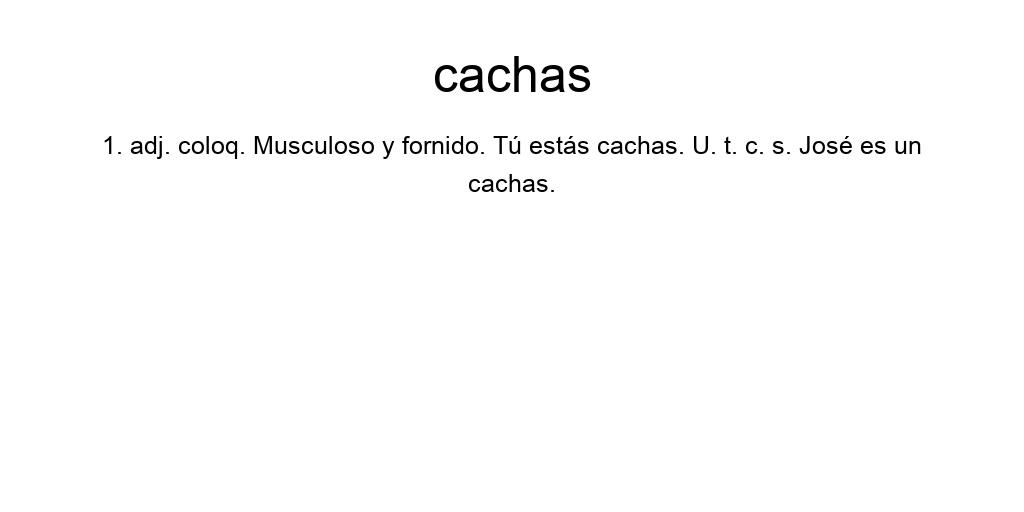 cachas
1. adj. coloq. Musculoso y fornido. Tú estás cachas. U. t. c. s. José es un
cachas.